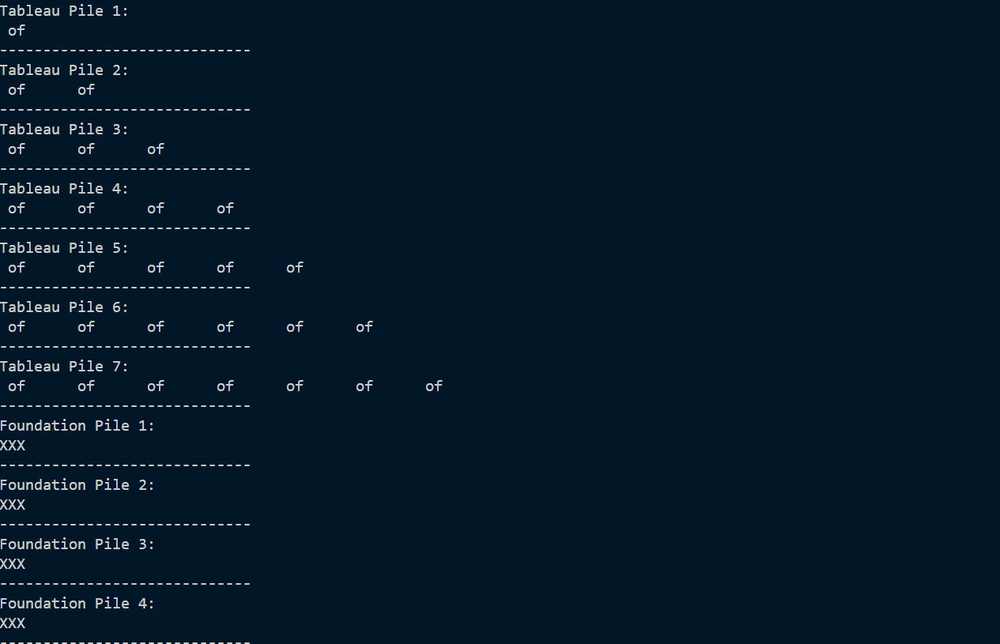 Tableau Pile 1:
 of
-----------------------------
Tableau Pile 2:
 of      of
-----------------------------
Tableau Pile 3:
 of      of      of
-----------------------------
Tableau Pile 4:
 of      of      of      of
-----------------------------
Tableau Pile 5:
 of      of      of      of      of
-----------------------------
Tableau Pile 6:
 of      of      of      of      of      of
-----------------------------
Tableau Pile 7:
 of      of      of      of      of      of      of
-----------------------------
Foundation Pile 1:
XXX
-----------------------------
Foundation Pile 2:
XXX
-----------------------------
Foundation Pile 3:
XXX
-----------------------------
Foundation Pile 4:
XXX
-----------------------------